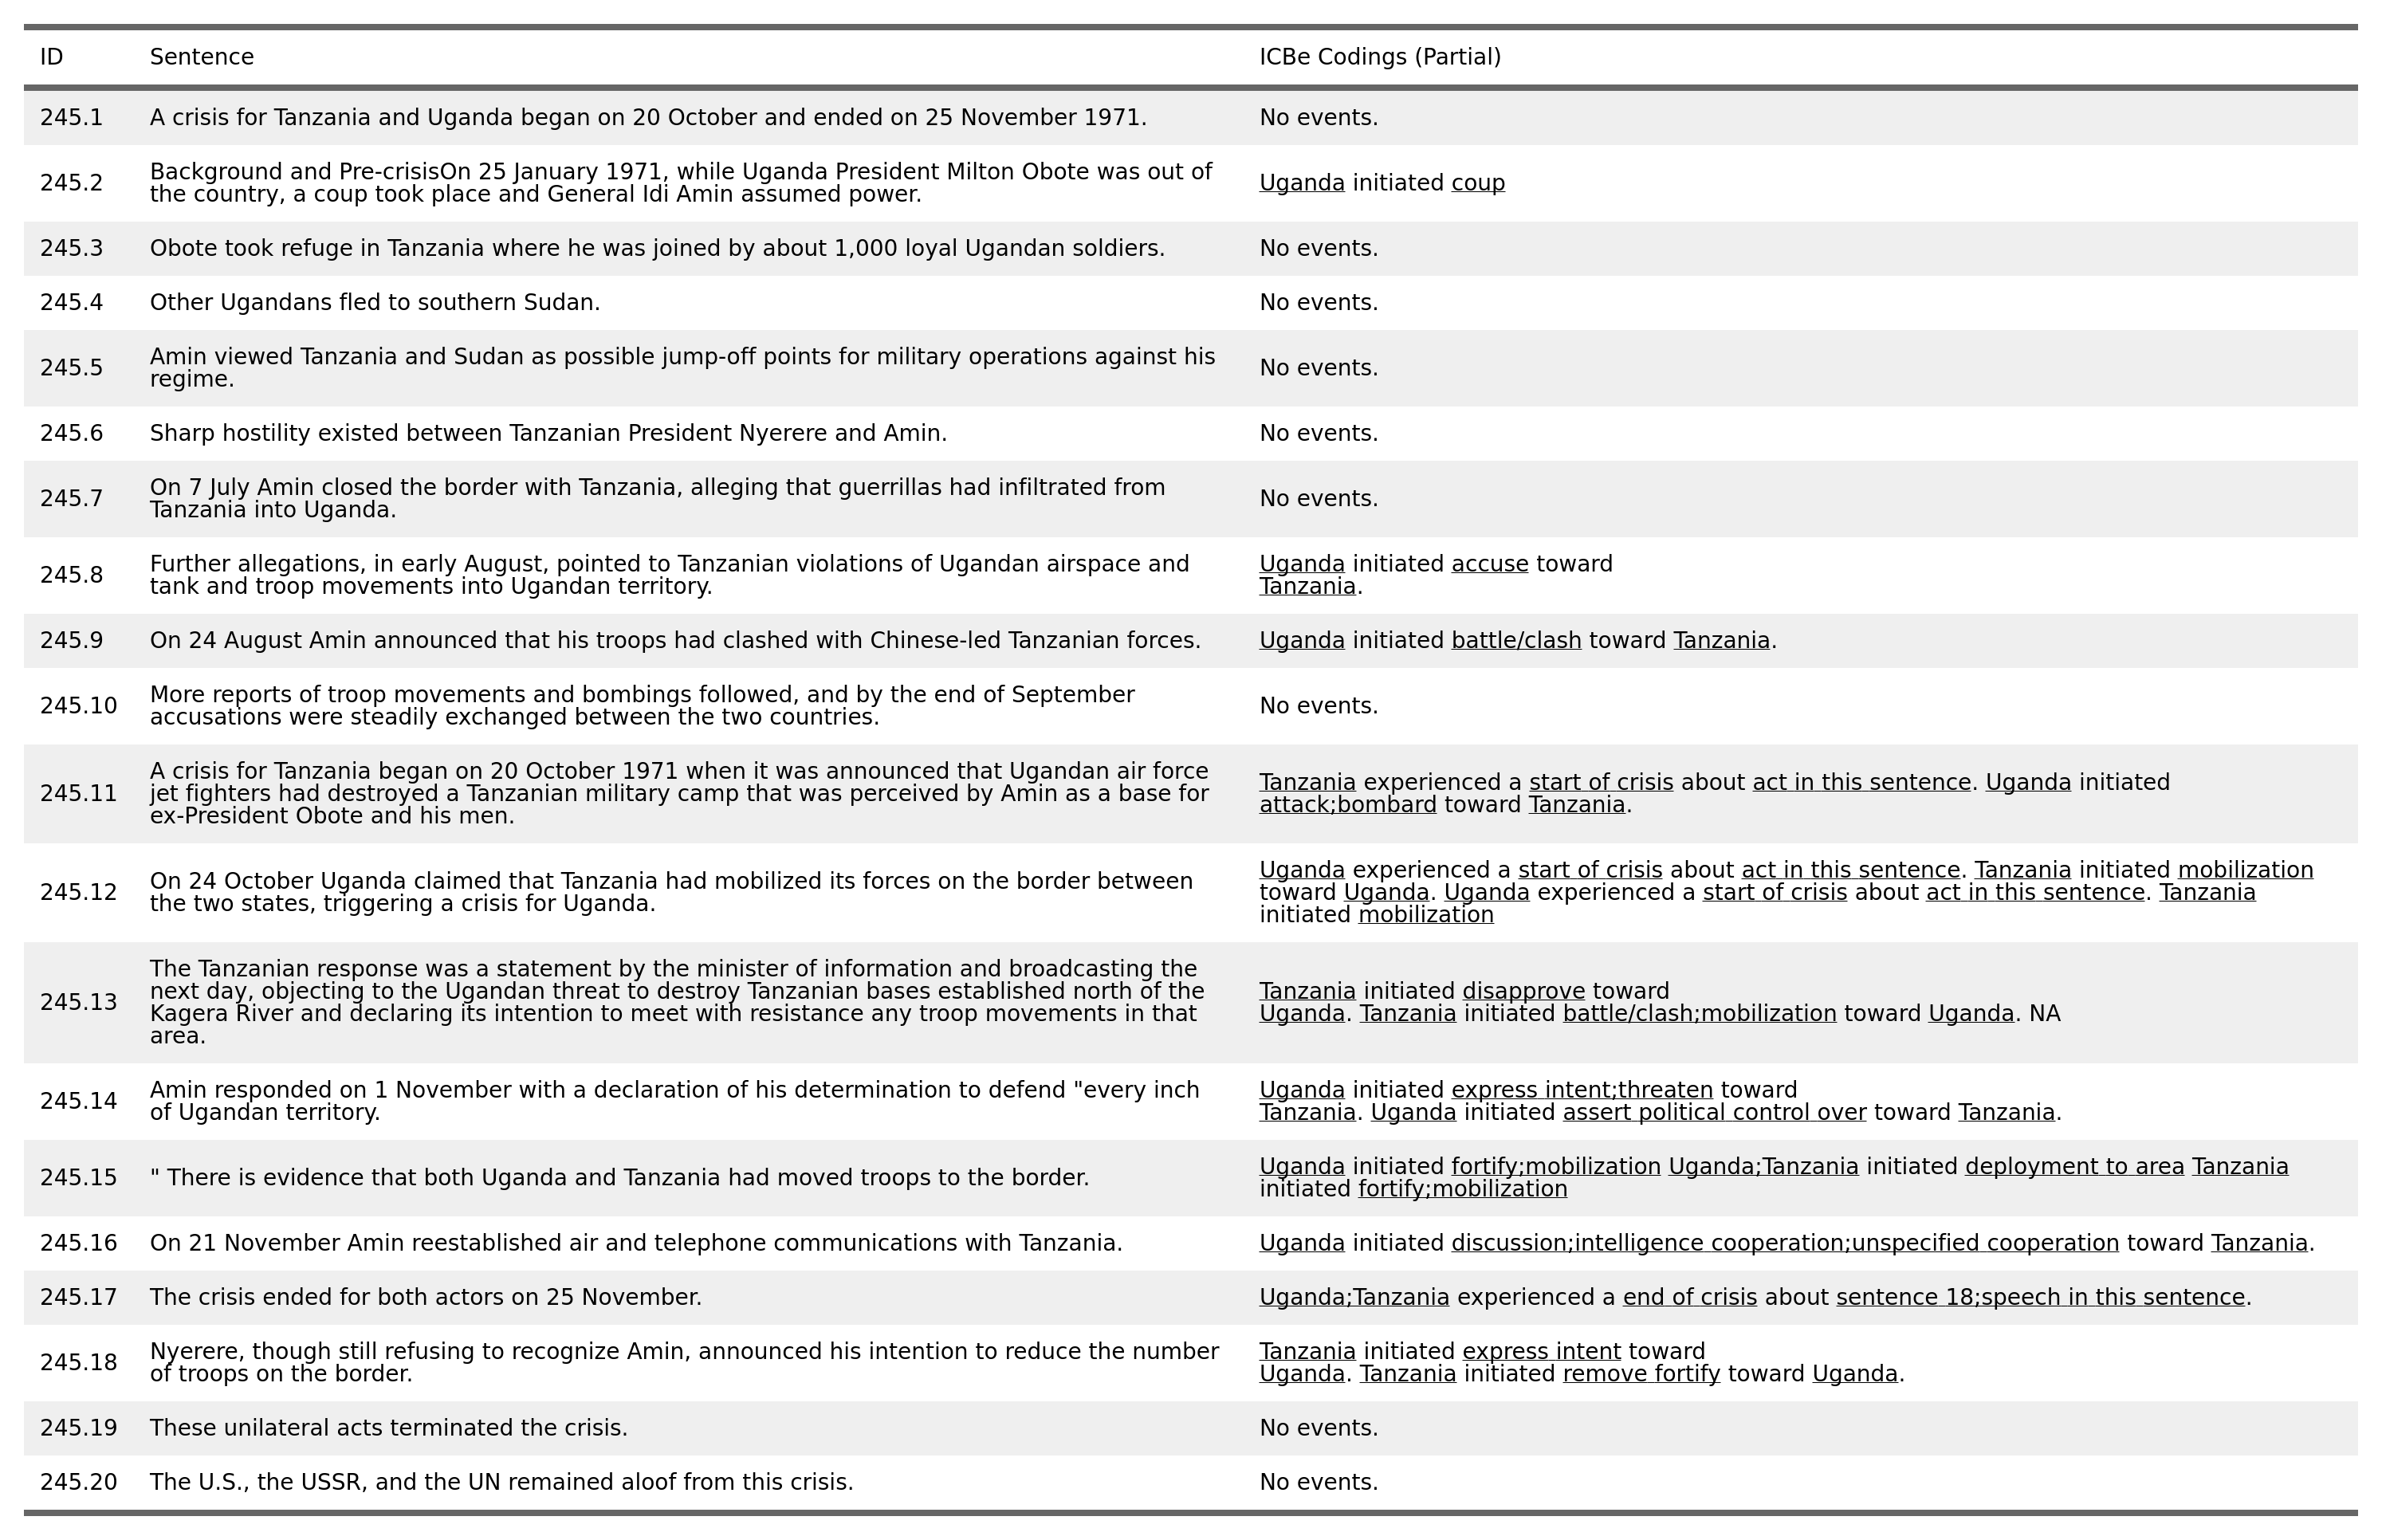 ID Sentence ICBe Codings (Partial)
245.1 A crisis for Tanzania and Uganda began on 20 October and ended on 25 November 1971. No events.
245.2 Background and Pre-crisisOn 25 January 1971, while Uganda President Milton Obote was out of
the country, a coup took place and General Idi Amin assumed power.
Uganda initiated coup
245.3 Obote took refuge in Tanzania where he was joined by about 1,000 loyal Ugandan soldiers. No events.
245.4 Other Ugandans fled to southern Sudan. No events.
245.5 Amin viewed Tanzania and Sudan as possible jump-off points for military operations against his
regime.
No events.
245.6 Sharp hostility existed between Tanzanian President Nyerere and Amin. No events.
245.7 On 7 July Amin closed the border with Tanzania, alleging that guerrillas had infiltrated from
Tanzania into Uganda.
No events.
245.8 Further allegations, in early August, pointed to Tanzanian violations of Ugandan airspace and
tank and troop movements into Ugandan territory.
Uganda initiated accuse toward
Tanzania.
245.9 On 24 August Amin announced that his troops had clashed with Chinese-led Tanzanian forces. Uganda initiated battle/clash toward Tanzania.
245.10 More reports of troop movements and bombings followed, and by the end of September
accusations were steadily exchanged between the two countries.
No events.
245.11 A crisis for Tanzania began on 20 October 1971 when it was announced that Ugandan air force
jet fighters had destroyed a Tanzanian military camp that was perceived by Amin as a base for
ex-President Obote and his men.
Tanzania experienced a start of crisis about act in this sentence. Uganda initiated
attack;bombard toward Tanzania.
245.12 On 24 October Uganda claimed that Tanzania had mobilized its forces on the border between
the two states, triggering a crisis for Uganda.
Uganda experienced a start of crisis about act in this sentence. Tanzania initiated mobilization
toward Uganda. Uganda experienced a start of crisis about act in this sentence. Tanzania
initiated mobilization
245.13 The Tanzanian response was a statement by the minister of information and broadcasting the
next day, objecting to the Ugandan threat to destroy Tanzanian bases established north of the
Kagera River and declaring its intention to meet with resistance any troop movements in that
area.
Tanzania initiated disapprove toward
Uganda. Tanzania initiated battle/clash;mobilization toward Uganda. NA
245.14 Amin responded on 1 November with a declaration of his determination to defend "every inch
of Ugandan territory.
Uganda initiated express intent;threaten toward
Tanzania. Uganda initiated assert political control over toward Tanzania.
245.15 " There is evidence that both Uganda and Tanzania had moved troops to the border.
Uganda initiated fortify;mobilization Uganda;Tanzania initiated deployment to area Tanzania
initiated fortify;mobilization
245.16 On 21 November Amin reestablished air and telephone communications with Tanzania. Uganda initiated discussion;intelligence cooperation;unspecified cooperation toward Tanzania.
245.17 The crisis ended for both actors on 25 November. Uganda;Tanzania experienced a end of crisis about sentence 18;speech in this sentence.
245.18 Nyerere, though still refusing to recognize Amin, announced his intention to reduce the number
of troops on the border.
Tanzania initiated express intent toward
Uganda. Tanzania initiated remove fortify toward Uganda.
245.19 These unilateral acts terminated the crisis. No events.
245.20 The U.S., the USSR, and the UN remained aloof from this crisis. No events.